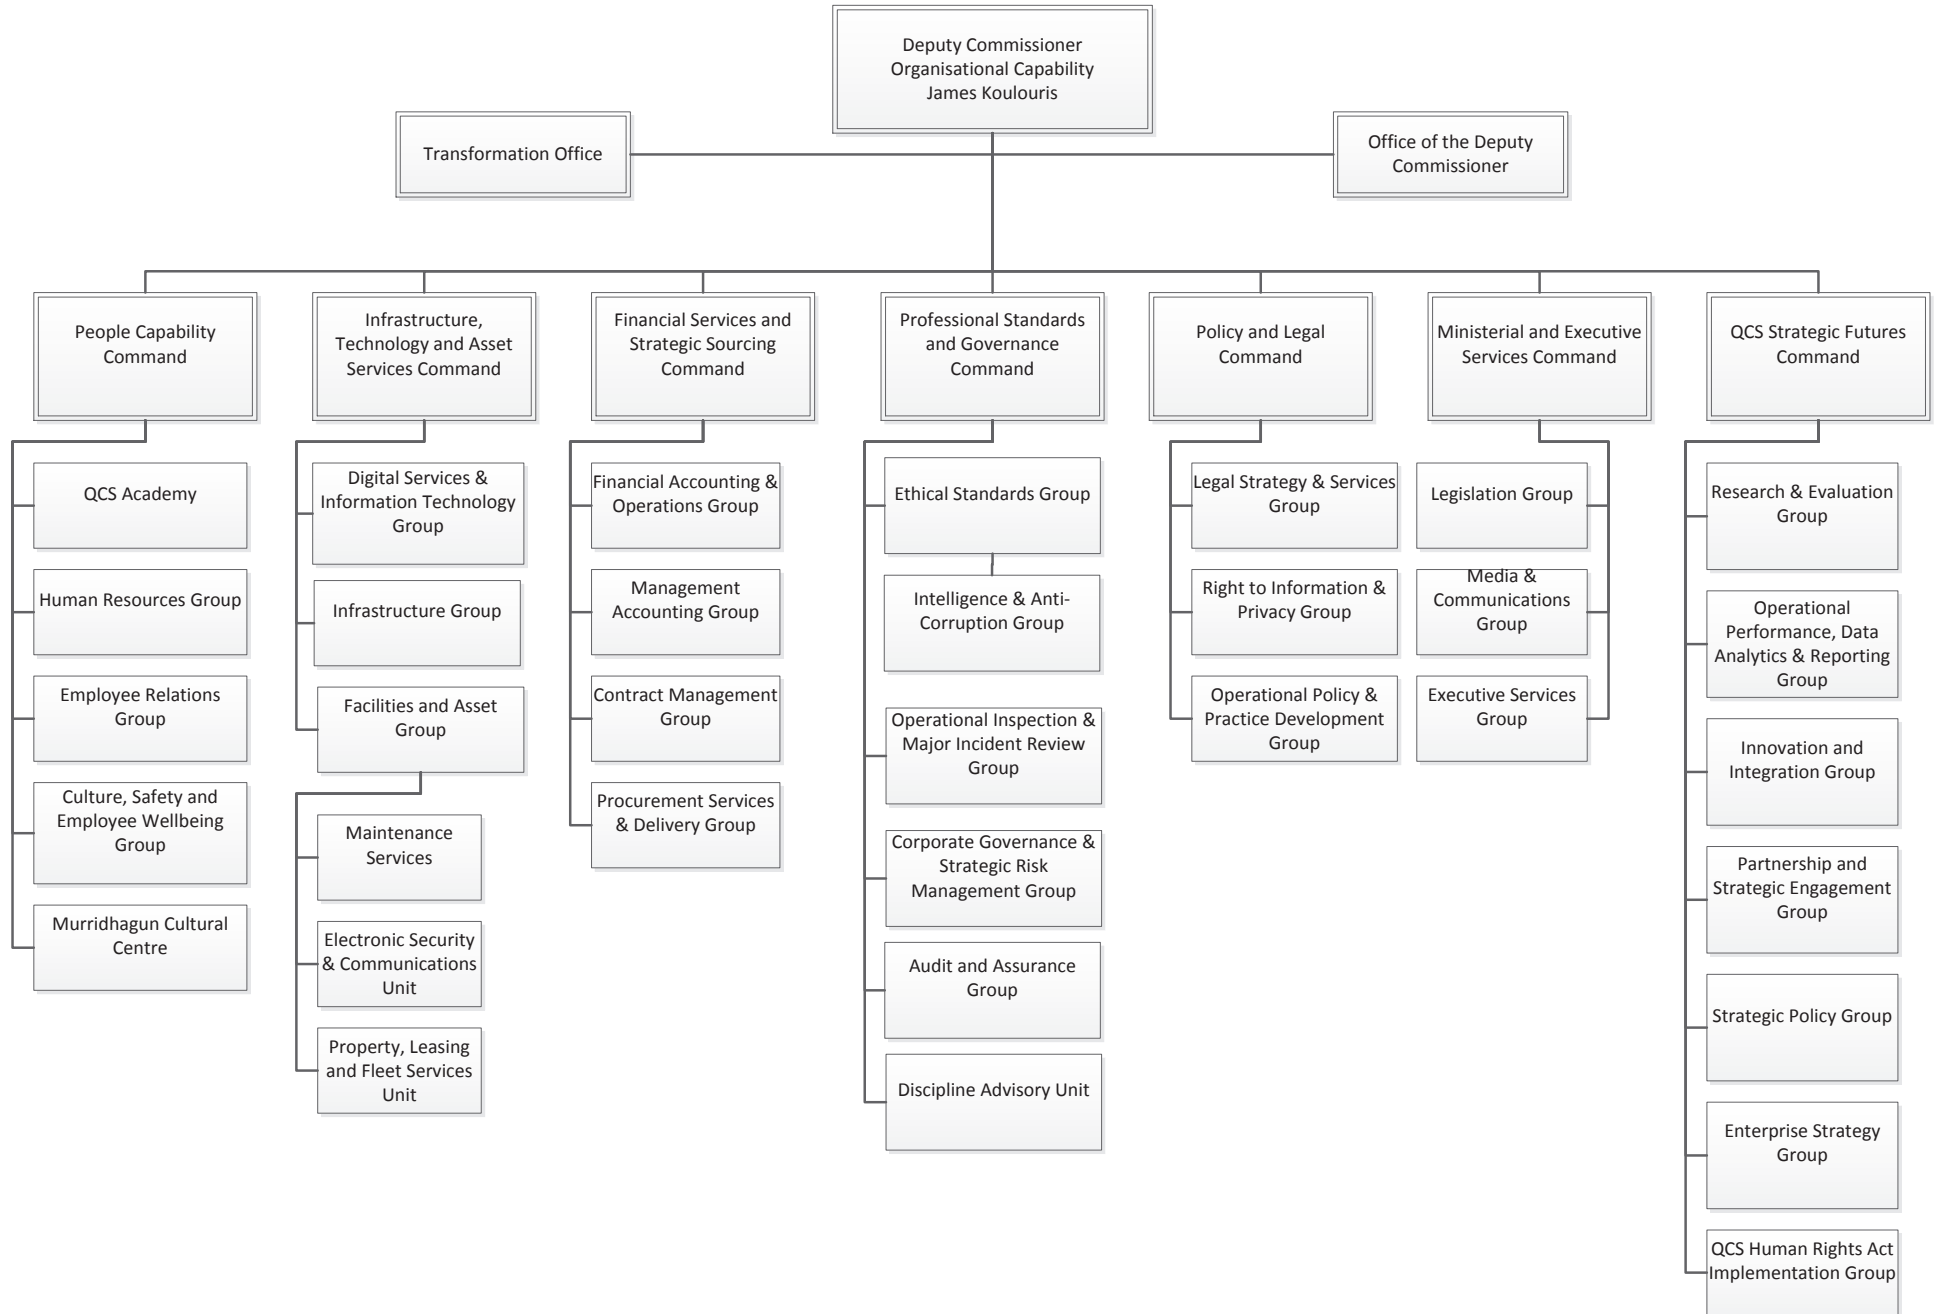 Deputy Commissioner
Organisational Capability
James Koulouris
Transformation Office
Office of the Deputy
Commissioner
People Capability
Command
Infrastructure,
Technology and Asset
Services Command
Financial Services and
Strategic Sourcing
Command
Professional Standards
and Governance
Command
Policy and Legal
Command
Ministerial and Executive
Services Command
QCS Strategic Futures
Command
QCS Academy
Human Resources Group
Employee Relations
Group
Culture, Safety and
Employee Wellbeing
Group
Murridhagun Cultural
Centre
Digital Services &
Information Technology
Group
Infrastructure Group
Facilities and Asset
Group
Maintenance
Services
Electronic Security
& Communications
Unit
Property, Leasing
and Fleet Services
Unit
Financial Accounting &
Operations Group
Management
Accounting Group
Contract Management
Group
Procurement Services
& Delivery Group
Ethical Standards Group
Intelligence & Anti-
Corruption Group
Operational Inspection &
Major Incident Review
Group
Corporate Governance &
Strategic Risk
Management Group
Audit and Assurance
Group
Discipline Advisory Unit
Legal Strategy & Services
Group
Right to Information &
Privacy Group
Operational Policy &
Practice Development
Group
Legislation Group
Media &
Communications
Group
Executive Services
Group
Research & Evaluation
Group
Operational
Performance, Data
Analytics & Reporting
Group
Innovation and
Integration Group
Partnership and
Strategic Engagement
Group
Strategic Policy Group
Enterprise Strategy
Group
QCS Human Rights Act
Implementation Group